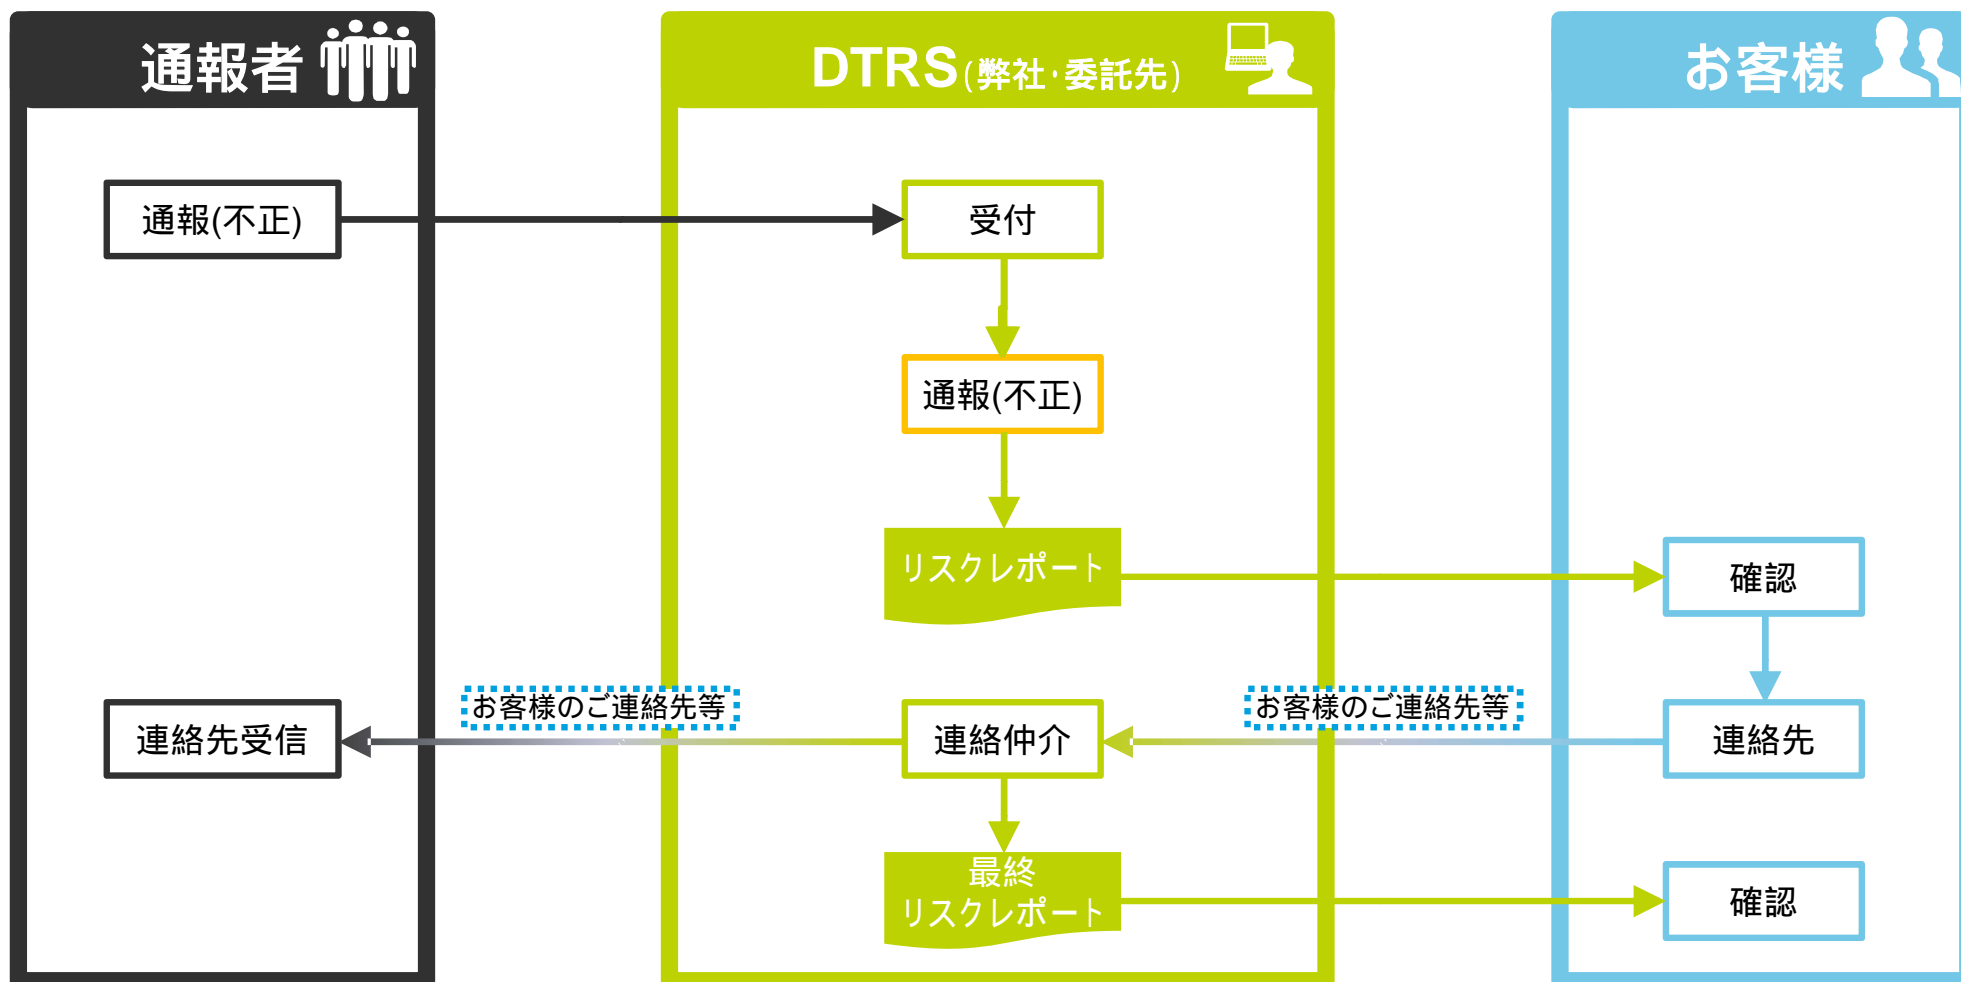 通報者
DTRS(弊社･委託先)
お客様
通報(不正)
受付
通報(不正)
リスクレポート
確認
お客様のご連絡先等
お客様のご連絡先等
連絡先受信
連絡仲介
連絡先
最終
リスクレポート
確認